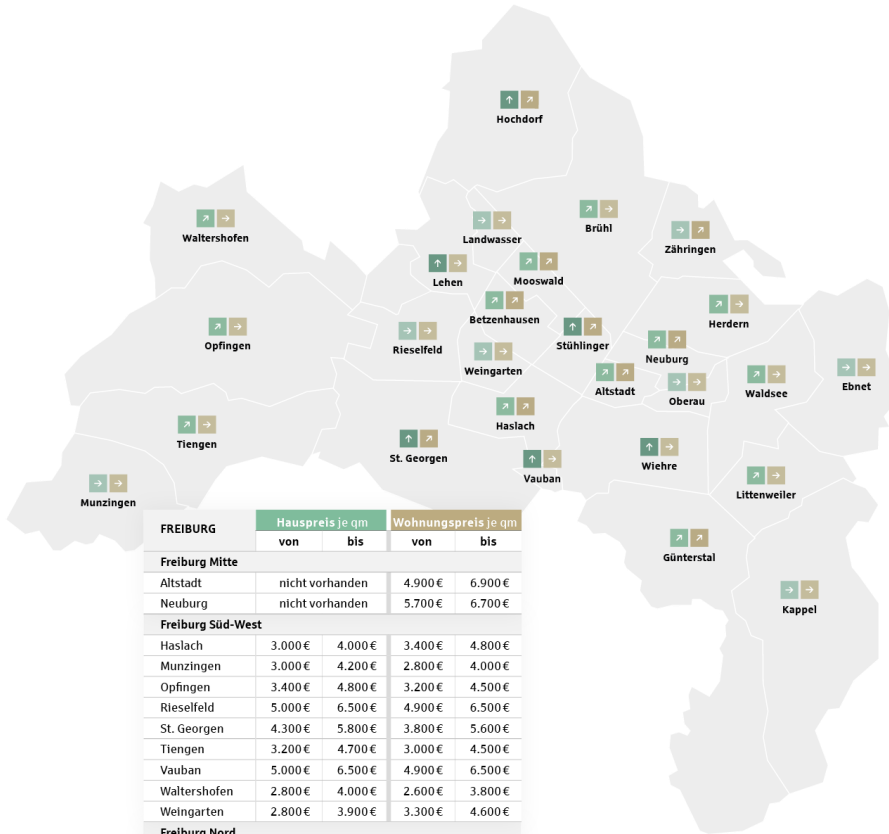 Hochdorf
Waltershofen
Brühl
Landwasser
Zähringen
Lehen
Mooswald
Betzenhausen
Herdern
Opfingen
Rieselfeld
Stühlinger
Neuburg
Weingarten
Altstadt
Oberau
Waldsee
Ebnet
Haslach
Tiengen
St. Georgen
Vauban
Wiehre
Munzingen
Littenweiler
Günterstal
Kappel
FREIBURG Hauspreis je qm Wohnungspreis je qm
von bis von bis
Freiburg Mitte
Altstadt nicht vorhanden 4.900 € 6.900 €
Neuburg nicht vorhanden 5.700 € 6.700 €
Freiburg Süd-West
Haslach 3.000 € 4.000 € 3.400 € 4.800 €
Munzingen 3.000 € 4.200 € 2.800 € 4.000 €
Opfingen 3.400 € 4.800 € 3.200 € 4.500 €
Rieselfeld 5.000 € 6.500 € 4.900 € 6.500 €
St. Georgen 4.300 € 5.800 € 3.800 € 5.600 €
Tiengen 3.200 € 4.700 € 3.000 € 4.500 €
Vauban 5.000 € 6.500 € 4.900 € 6.500 €
Waltershofen 2.800 € 4.000 € 2.600 € 3.800 €
Weingarten 2.800 € 3.900 € 3.300 € 4.600 €
Freiburg Nord